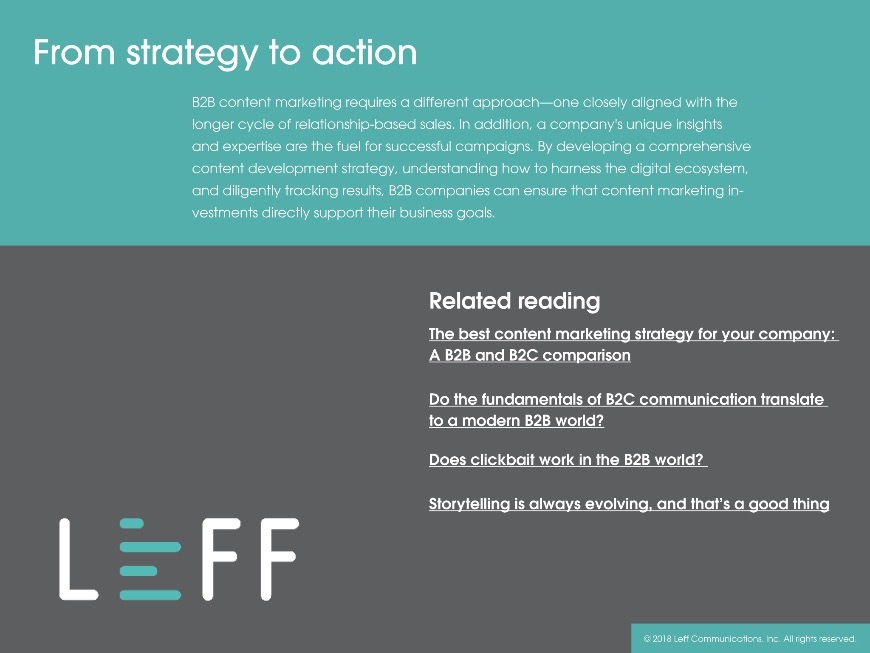 From strategy to action
B2B content marketing requires a different approach—one closely aligned with the
longer cycle of relationship-based sales. In addition, a company's unique insights
and expertise are the fuel for successful campaigns. By developing a comprehensive
content development strategy, understanding how to harness the digital ecosystem,
and diligently tracking results, B2B companies can ensure that content marketing in-
vestments directly support their business goals.
Related reading
The best content marketing strategy for your company:
A B2B and B2C comparison
Do the fundamentals of B2C communication translate
to a modern B2B world?
Does clickbait work in the B2B world?
Storytelling is always evolving, and that’s a good thing
LEFF
© 2018 Leff Communications, Inc. All rights reserved.